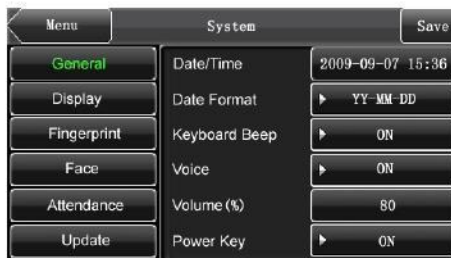 Menu System Save
General Date/Time 2009-09-07 15:36
Display Date Format YY-MM-DD
Fingerprint Keyboard Beep ON
Face Voice ON
Attendance Volume(%) 80
Update Power Key ON